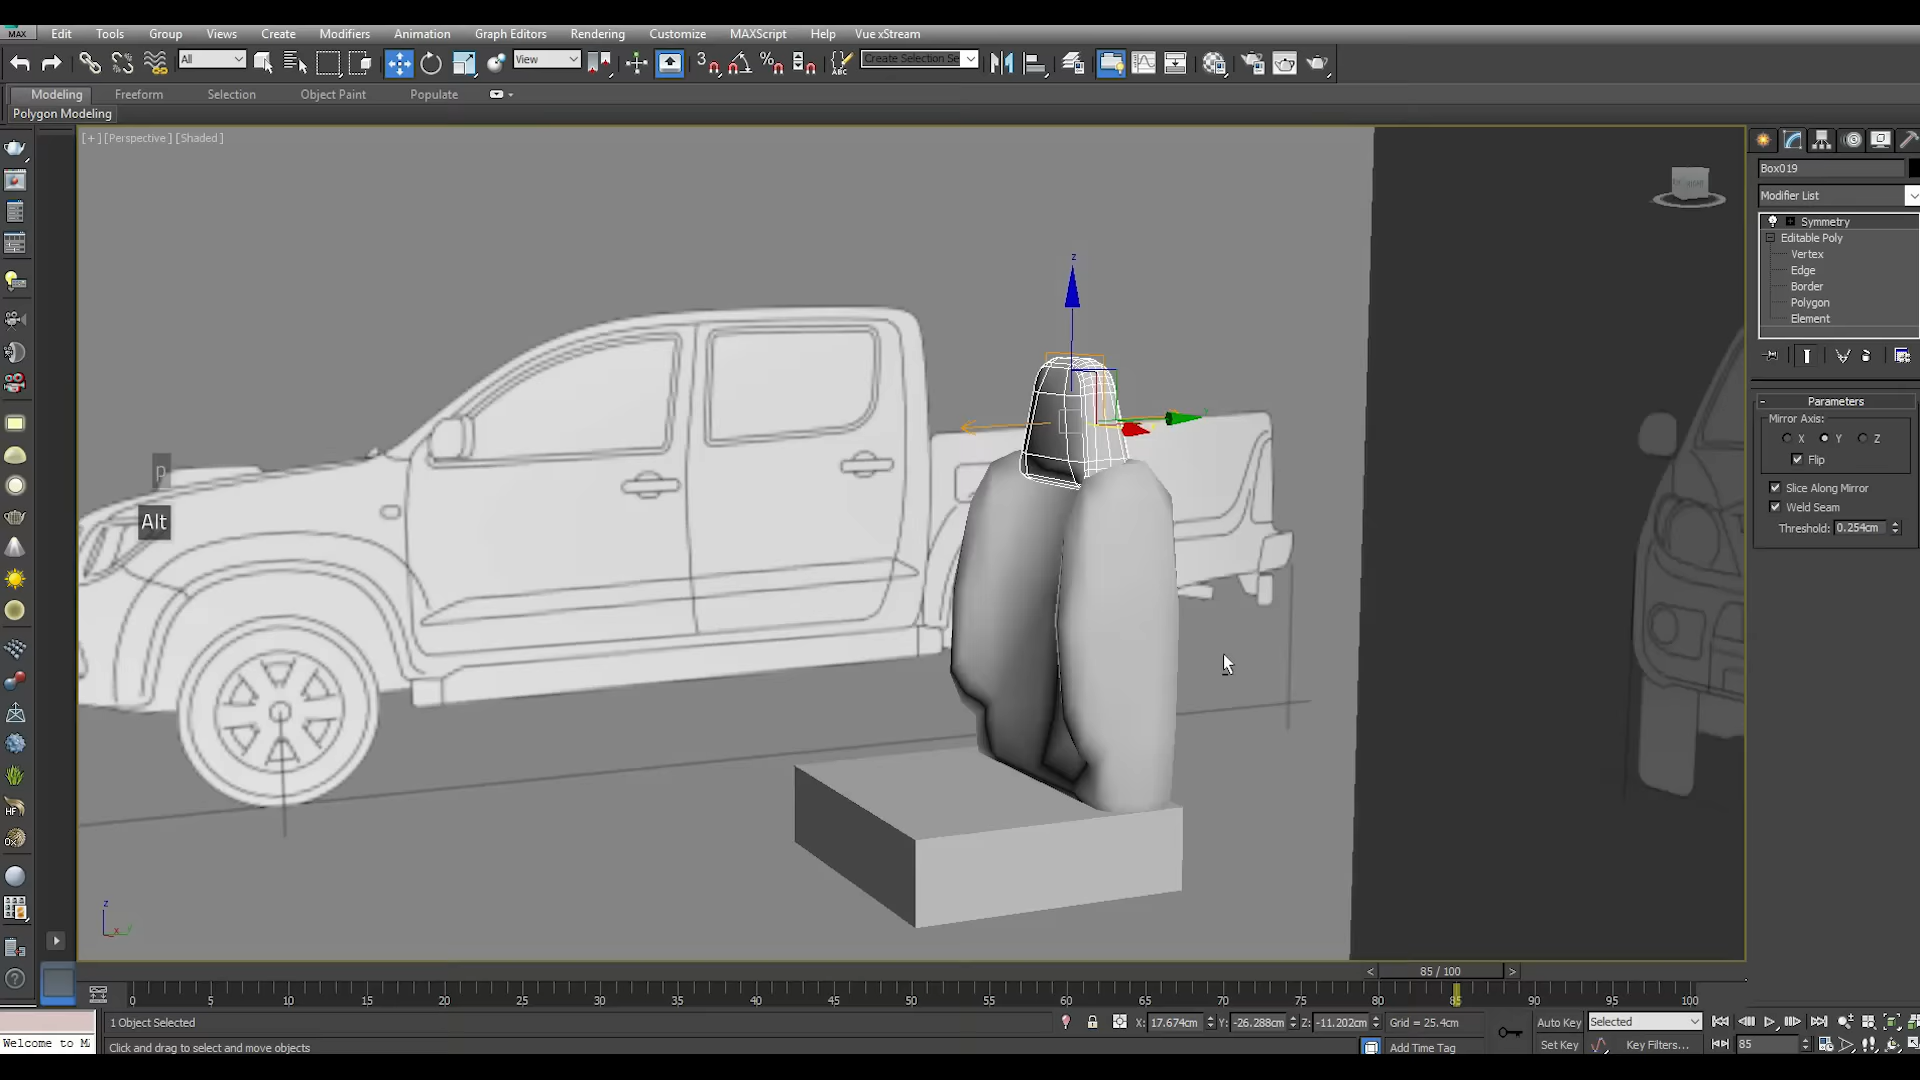 MAX
Edit Tools Group Views Create Modifiers Animation Graph Editors Rendering Customize MAXScript Help Vue xStream
All View Create Selection Se
Modeling Freeform Selection Object Paint Populate
Polygon Modeling
[+] [Perspective] [Shaded]
Box019
Modifier List
Symmetry
Editable Poly
Vertex
Edge
Border
Polygon
Element
Parameters
Mirror Axis:
X Y Z
Flip
Slice Along Mirror
Weld Seam
Threshold: 0.254cm
z
p
Alt
z
x
85 / 100
0 5 10 15 20 25 30 35 40 45 50 55 60 65 70 75 80 85 90 95 100
1 Object Selected X: 17.674cm Y: -26.288cm Z: -11.202cm Grid = 25.4cm Auto Key Selected
Welcome to M Click and drag to select and move objects Add Time Tag Set Key Key Filters... 85